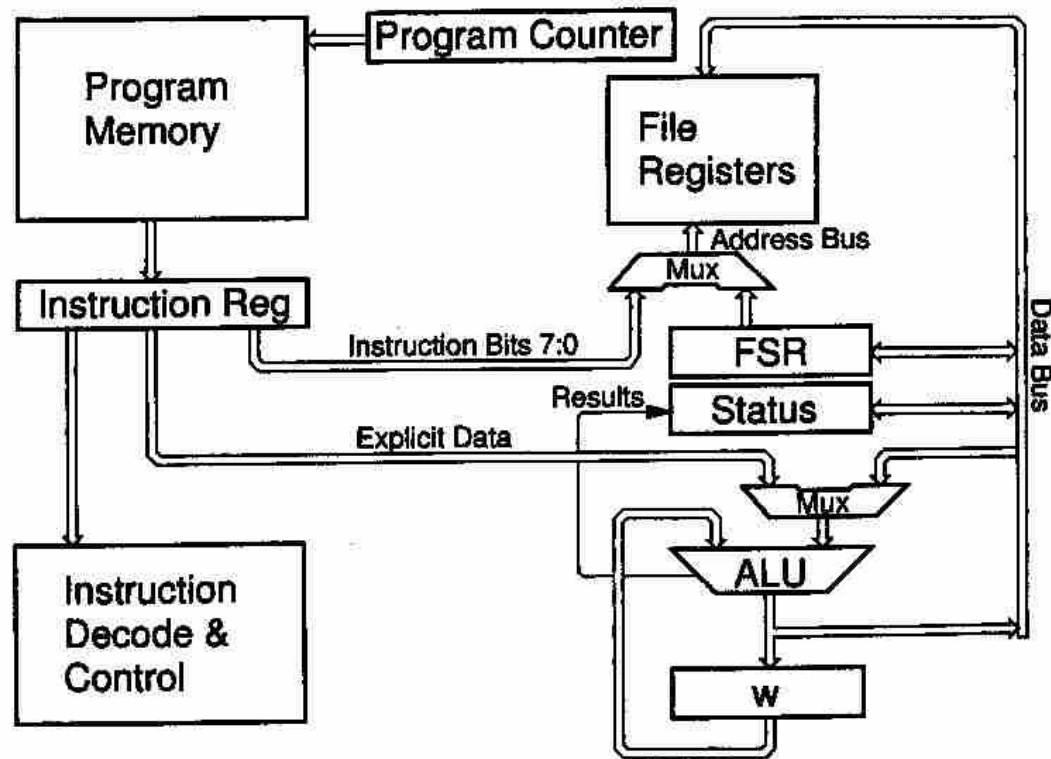 Program Counter
Program
Memory
File
Registers
Address Bus
Mux
Instruction Reg
Instruction Bits 7:0
FSR
Data Bus
Results
Status
Explicit Data
Mux
ALU
Instruction
Decode &
Control
W